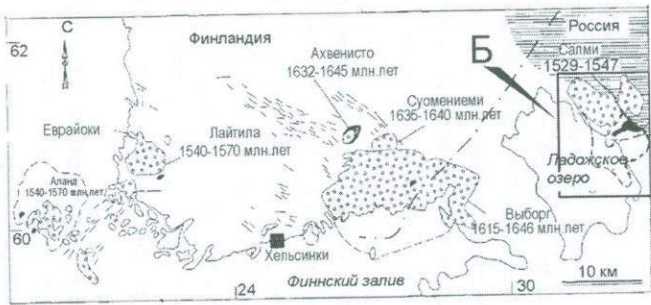 62
С
Финляндия
Россия
Б
Салми
1529-1547
Ахвенисто
1632-1645 млн.лет
Суомениеми
1635-1640 млн.лет
Еврайоки
Лайтила
1540-1570 млн.лет
Ладожское
озеро
Аланд
1540-1570 млн.лет
Выборг
1615-1646 млн.лет
60
Хельсинки
24
Финнский залив
30
10 км